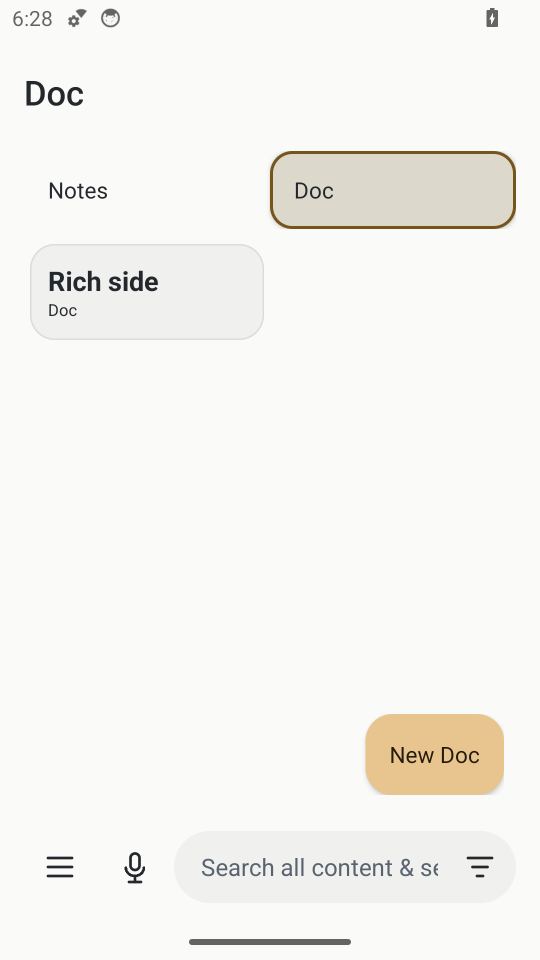 6:28
Doc
Notes
Doc
Rich side
Doc
New Doc
Search all content & se